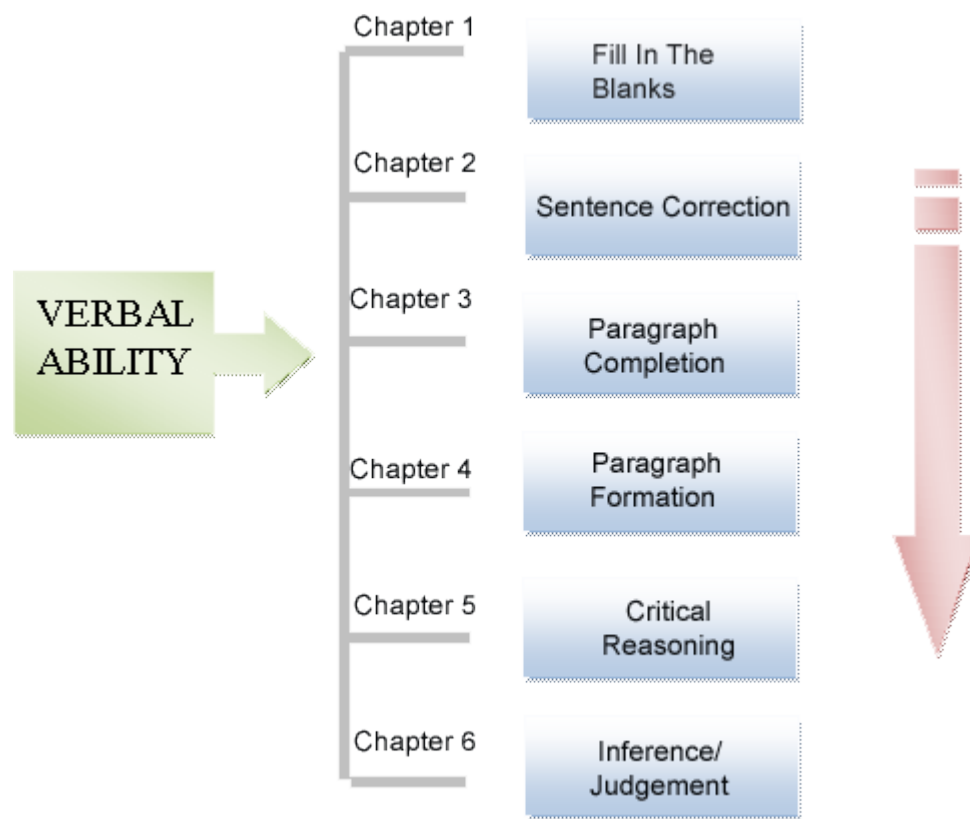 Chapter 1
Fill In The
Blanks
Chapter 2
Sentence Correction
VERBAL
ABILITY
Chapter 3
Paragraph
Completion
Chapter 4
Paragraph
Formation
Chapter 5
Critical
Reasoning
Chapter 6
Inference/
Judgement